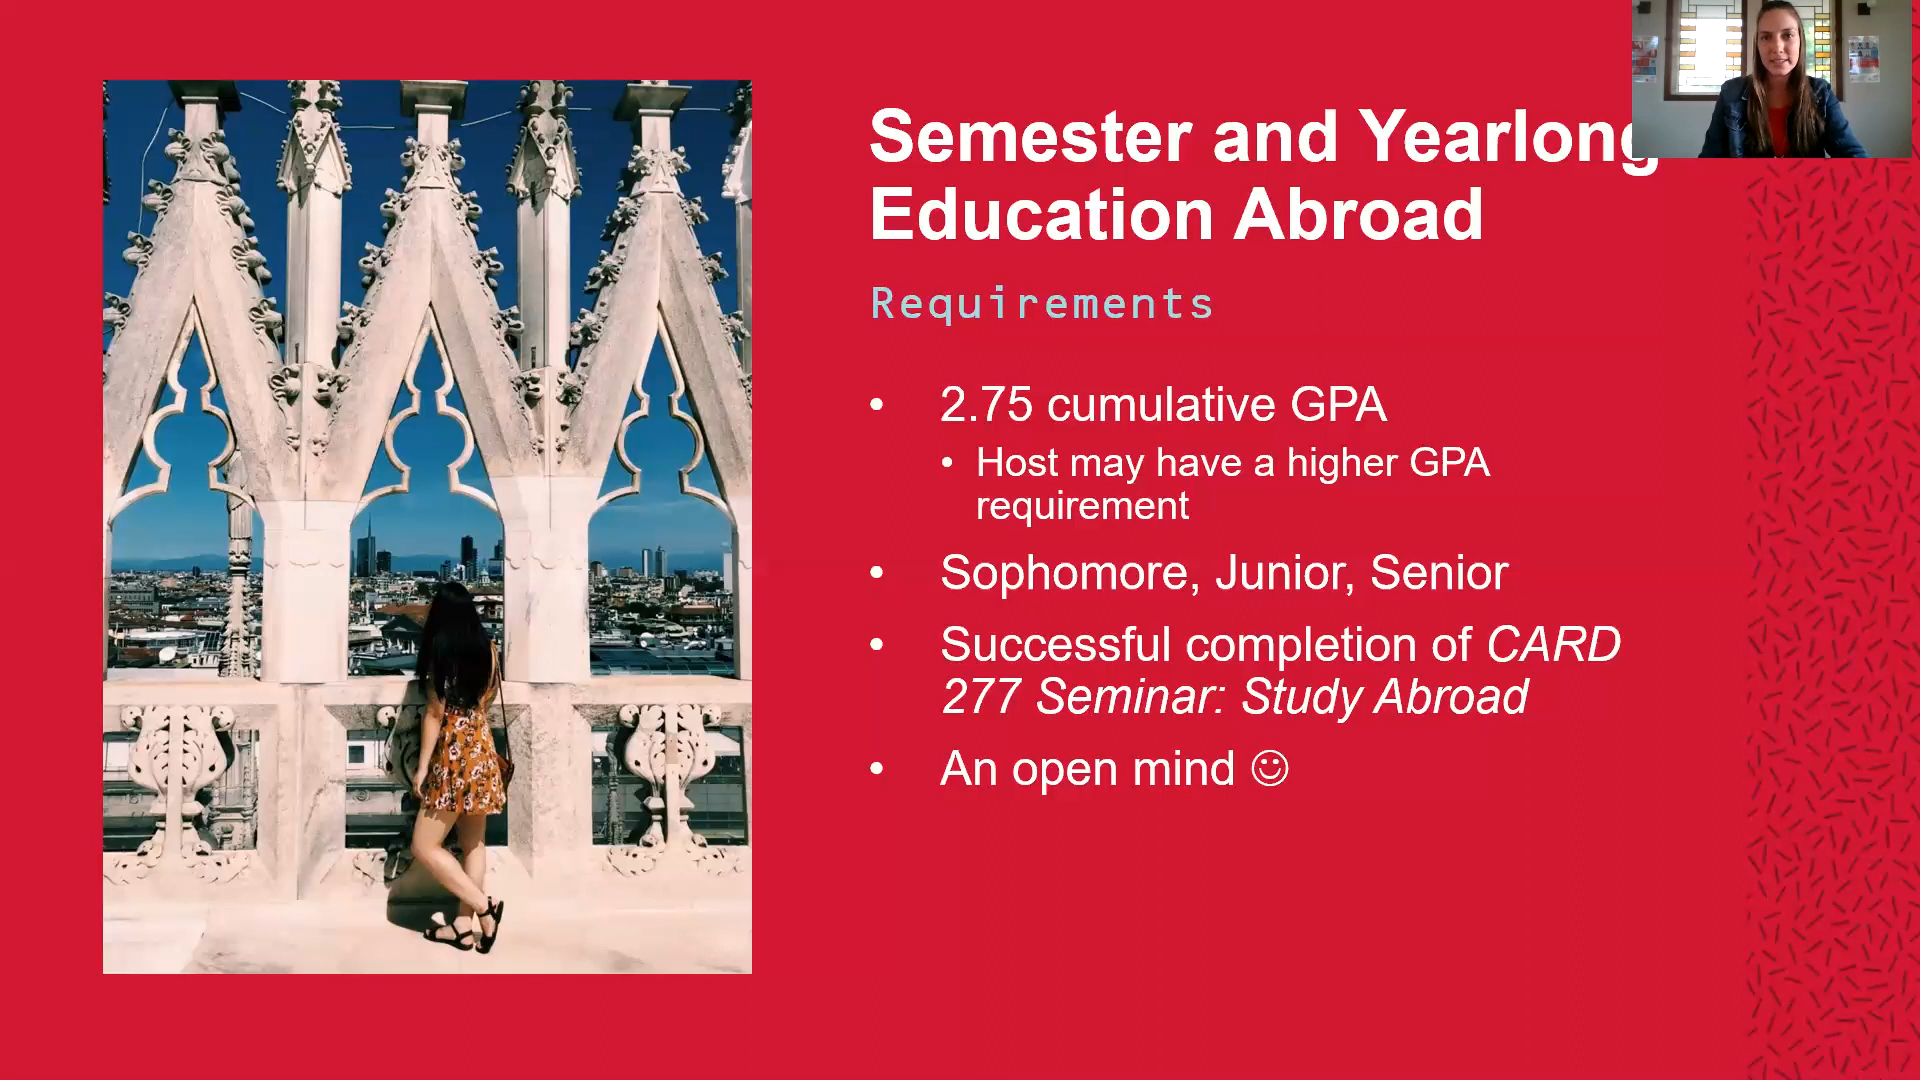 Semester and Yearlong
Education Abroad
Requirements
• 2.75 cumulative GPA
• Host may have a higher GPA
requirement
• Sophomore, Junior, Senior
• Successful completion of CARD
277 Seminar: Study Abroad
• An open mind ☺